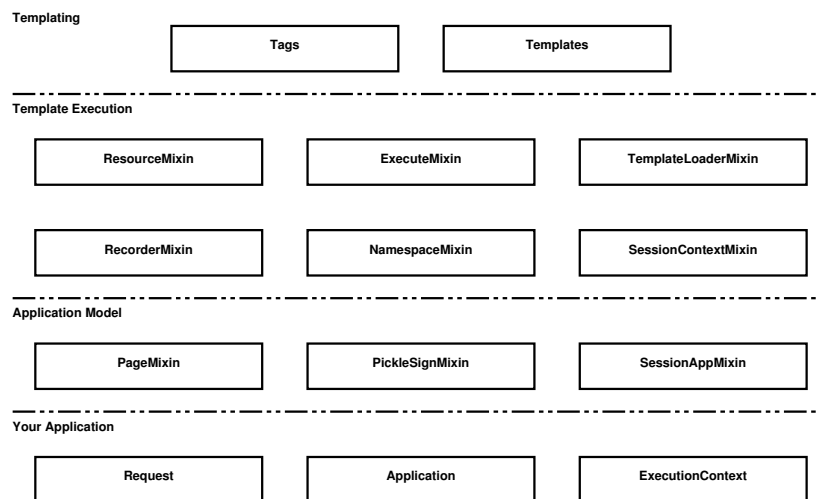 Templating
Tags Templates
Template Execution
ResourceMixin ExecuteMixin TemplateLoaderMixin
RecorderMixin NamespaceMixin SessionContextMixin
Application Model
PageMixin PickleSignMixin SessionAppMixin
Your Application
Request Application ExecutionContext